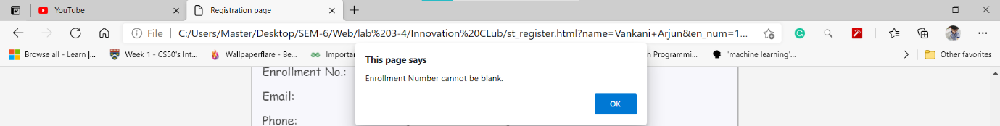 YouTube
Registration page
File | C:/Users/Master/Desktop/SEM-6/Web/lab%203-4/Innovation%20CLub/st_register.html?name=Vankani+Arjun&en_num=1...
Browse all - Learn |...
Week 1 - CS50's Int...
Wallpaperflare - Be...
Importan
n Programmi...
'machine learning'...
Other favorites
This page says
Enrollment Number cannot be blank.
OK
Enrollment No.:
Email:
Phone: